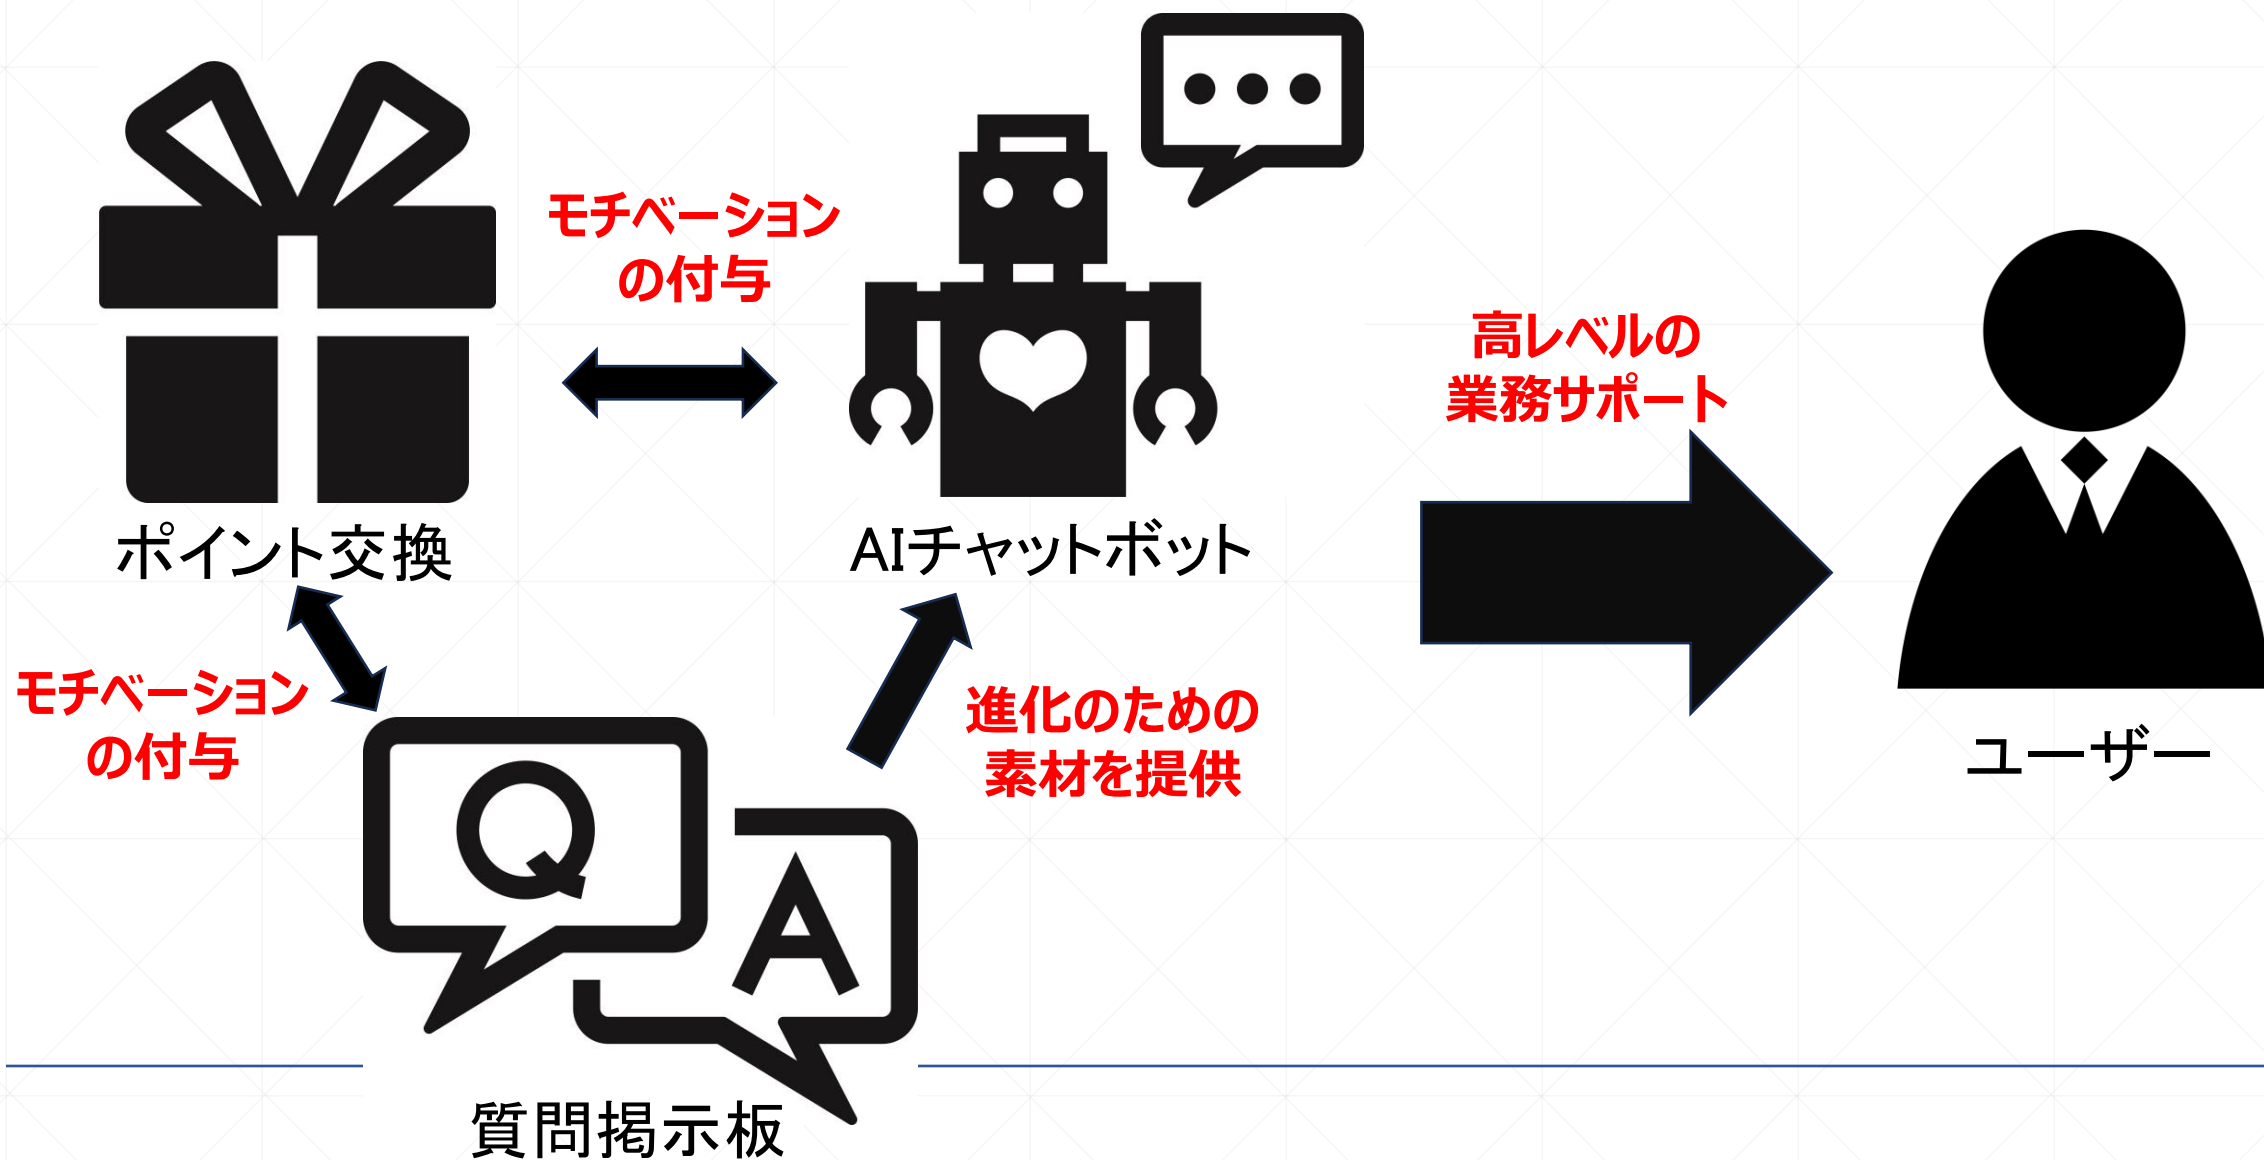 モチベーション
の付与
高レベルの
業務サポート
ポイント交換
AIチャットボット
モチベーション
の付与
進化のための
素材を提供
ユーザー
Q
A
質問掲示板